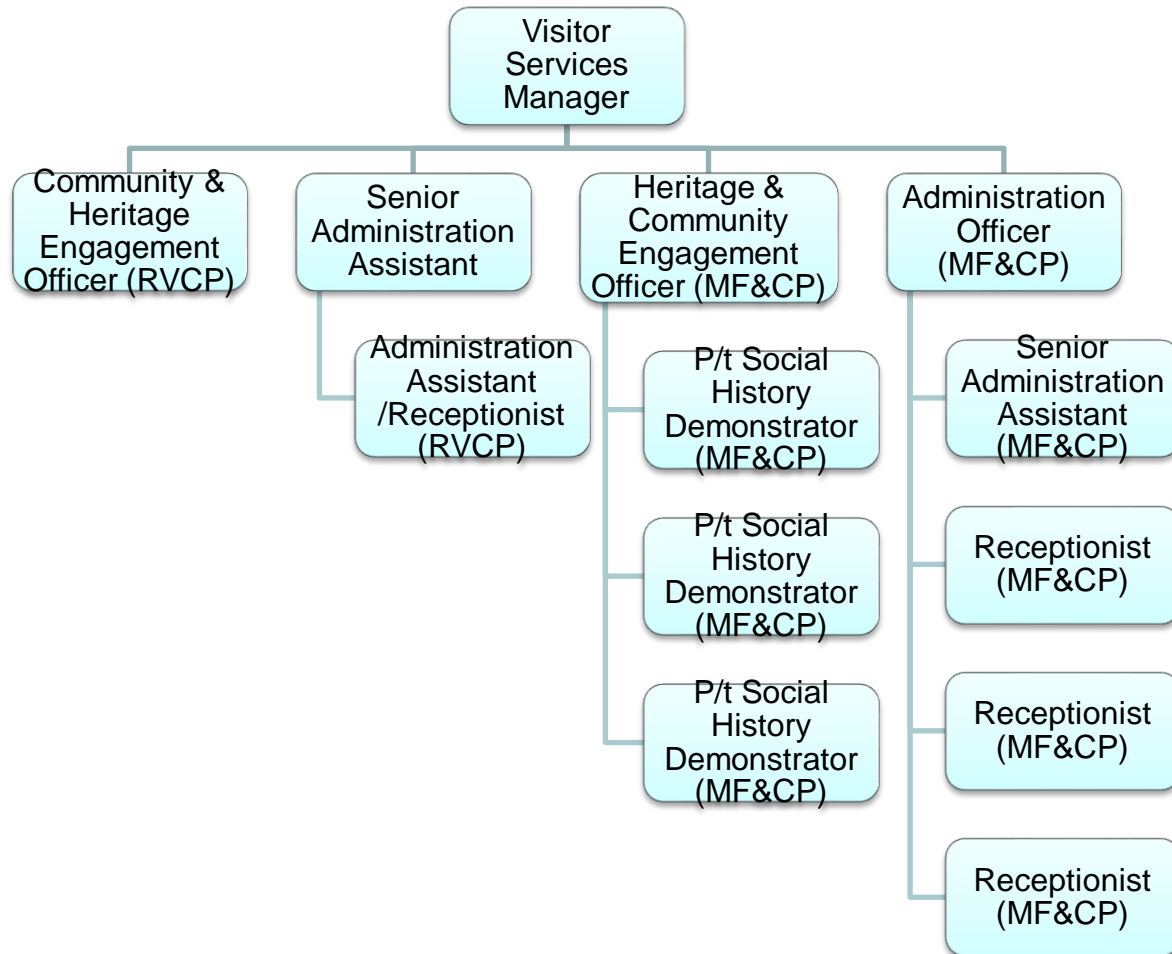 Visitor
Services
Manager
Community &
Heritage
Engagement
Officer (RVCP)
Senior
Administration
Assistant
Heritage &
Community
Engagement
Officer (MF&CP)
Administration
Officer
(MF&CP)
Administration
Assistant
/Receptionist
(RVCP)
P/t Social
History
Demonstrator
(MF&CP)
P/t Social
History
Demonstrator
(MF&CP)
P/t Social
History
Demonstrator
(MF&CP)
Senior
Administration
Assistant
(MF&CP)
Receptionist
(MF&CP)
Receptionist
(MF&CP)
Receptionist
(MF&CP)